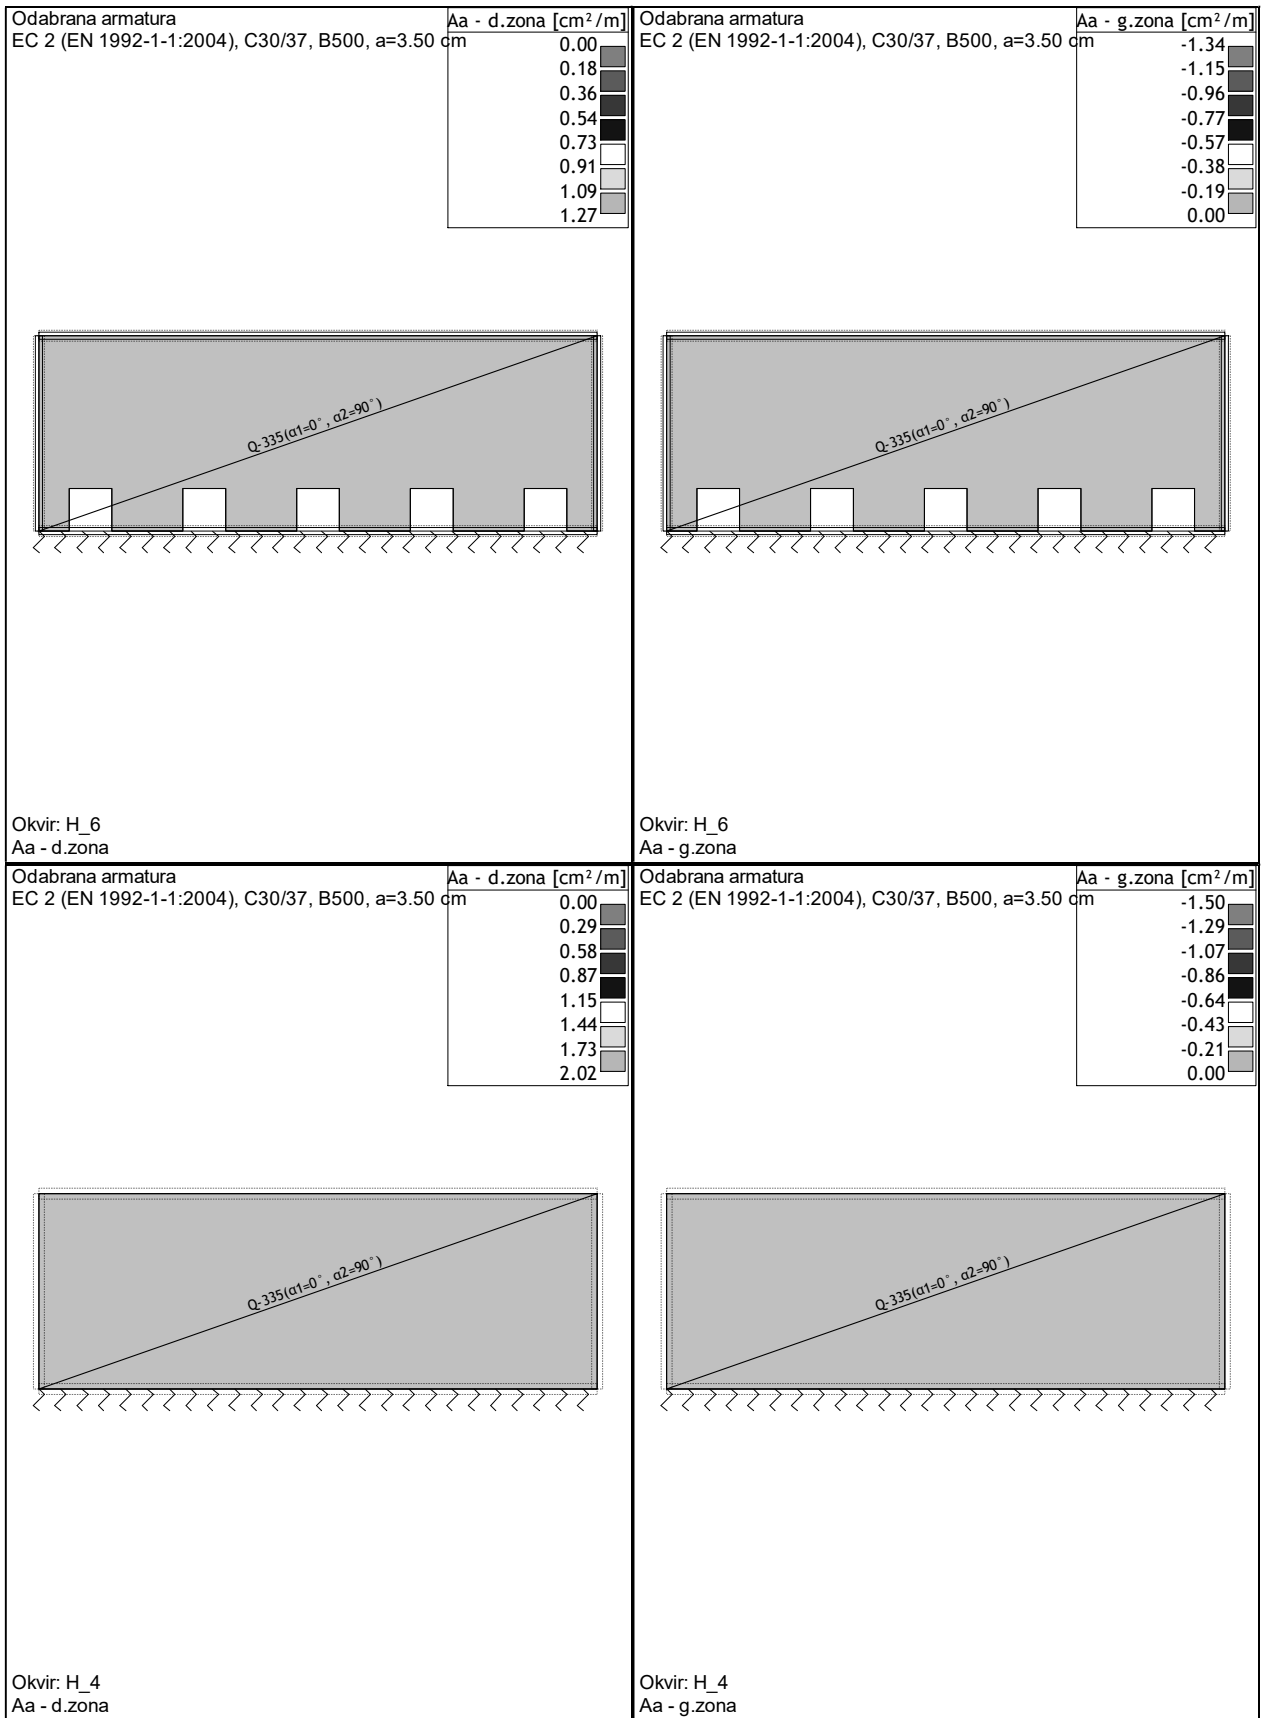 Odabrana armatura
EC 2 (EN 1992-1-1:2004), C30/37, B500, a=3.50 cm
Aa - d.zona [cm²/m]
0.00
0.18
0.36
0.54
0.73
0.91
1.09
1.27
Q-335(α1=0°, α2=90°)
Okvir: H_6
Aa - d.zona
Odabrana armatura
EC 2 (EN 1992-1-1:2004), C30/37, B500, a=3.50 cm
Aa - g.zona [cm²/m]
-1.34
-1.15
-0.96
-0.77
-0.57
-0.38
-0.19
0.00
Q-335(α1=0°, α2=90°)
Okvir: H_6
Aa - g.zona
Odabrana armatura
EC 2 (EN 1992-1-1:2004), C30/37, B500, a=3.50 cm
Aa - d.zona [cm²/m]
0.00
0.29
0.58
0.87
1.15
1.44
1.73
2.02
Q-335(α1=0°, α2=90°)
Okvir: H_4
Aa - d.zona
Odabrana armatura
EC 2 (EN 1992-1-1:2004), C30/37, B500, a=3.50 cm
Aa - g.zona [cm²/m]
-1.50
-1.29
-1.07
-0.86
-0.64
-0.43
-0.21
0.00
Q-335(α1=0°, α2=90°)
Okvir: H_4
Aa - g.zona